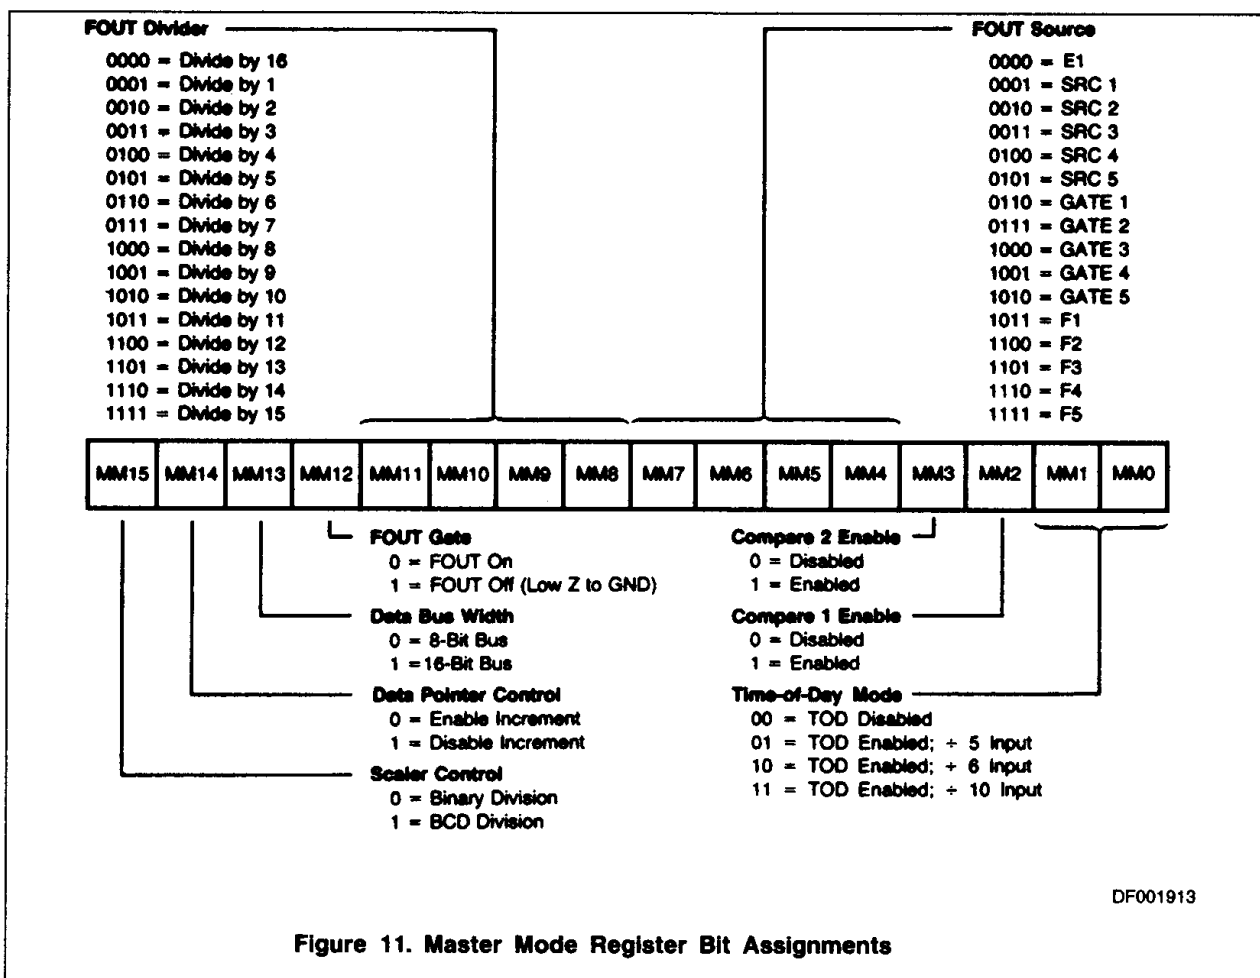 FOUT Divider
0000 = Divide by 16
0001 = Divide by 1
0010 = Divide by 2
0011 = Divide by 3
0100 = Divide by 4
0101 = Divide by 5
0110 = Divide by 6
0111 = Divide by 7
1000 = Divide by 8
1001 = Divide by 9
1010 = Divide by 10
1011 = Divide by 11
1100 = Divide by 12
1101 = Divide by 13
1110 = Divide by 14
1111 = Divide by 15
FOUT Source
0000 = E1
0001 = SRC 1
0010 = SRC 2
0011 = SRC 3
0100 = SRC 4
0101 = SRC 5
0110 = GATE 1
0111 = GATE 2
1000 = GATE 3
1001 = GATE 4
1010 = GATE 5
1011 = F1
1100 = F2
1101 = F3
1110 = F4
1111 = F5
MM15 MM14 MM13 MM12 MM11 MM10 MM9 MM8 MM7 MM6 MM5 MM4 MM3 MM2 MM1 MM0
FOUT Gate
0 = FOUT On
1 = FOUT Off (Low Z to GND)
Data Bus Width
0 = 8-Bit Bus
1 = 16-Bit Bus
Data Pointer Control
0 = Enable Increment
1 = Disable Increment
Scaler Control
0 = Binary Division
1 = BCD Division
Compare 2 Enable
0 = Disabled
1 = Enabled
Compare 1 Enable
0 = Disabled
1 = Enabled
Time-of-Day Mode
00 = TOD Disabled
01 = TOD Enabled; ÷ 5 Input
10 = TOD Enabled; ÷ 6 Input
11 = TOD Enabled; ÷ 10 Input
DF001913
Figure 11. Master Mode Register Bit Assignments